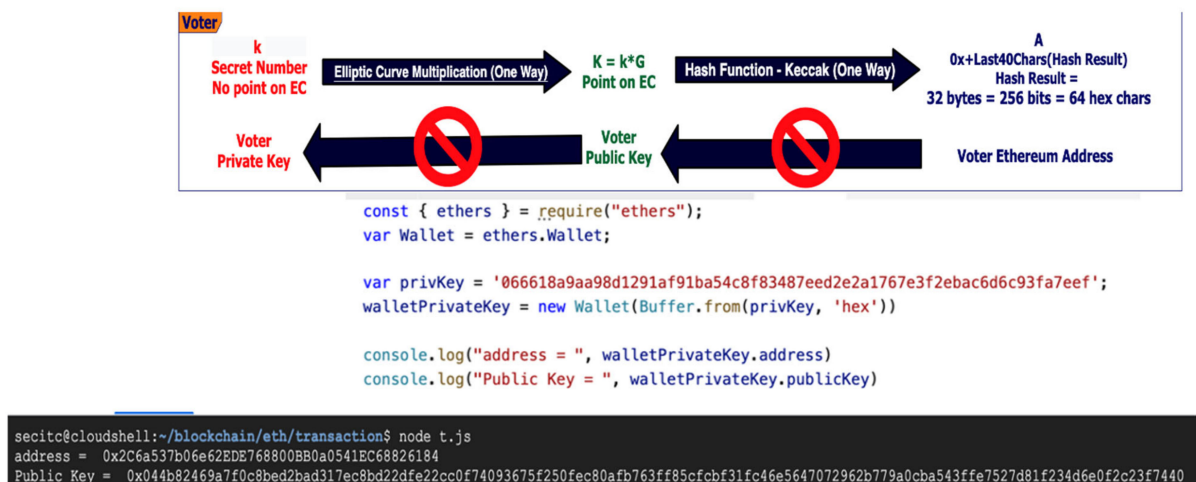 Voter
k
Secret Number
No point on EC
Elliptic Curve Multiplication (One Way)
K = k*G
Point on EC
Hash Function - Keccak (One Way)
A
0x+Last40Chars(Hash Result)
Hash Result =
32 bytes = 256 bits = 64 hex chars
Voter
Private Key
Voter
Public Key
Voter Ethereum Address
const { ethers } = require("ethers");
var Wallet = ethers.Wallet;
var privKey = '066618a9aa98d1291af91ba54c8f83487eed2e2a1767e3f2ebac6d6c93fa7eef';
walletPrivateKey = new Wallet(Buffer.from(privKey, 'hex'))
console.log("address = ", walletPrivateKey.address)
console.log("Public Key = ", walletPrivateKey.publicKey)
secitc@cloudshell:~/blockchain/eth/transaction$ node t.js
address =  0x2C6a537b06e62EDE768800BB0a0541EC68826184
Public Key =  0x044b82469a7f0c8bed2bad317ec8bd22dfe22cc0f74093675f250fec80afb763ff85cfcbf31fc46e5647072962b779a0cba543ffe7527d81f234d6e0f2c23f7440